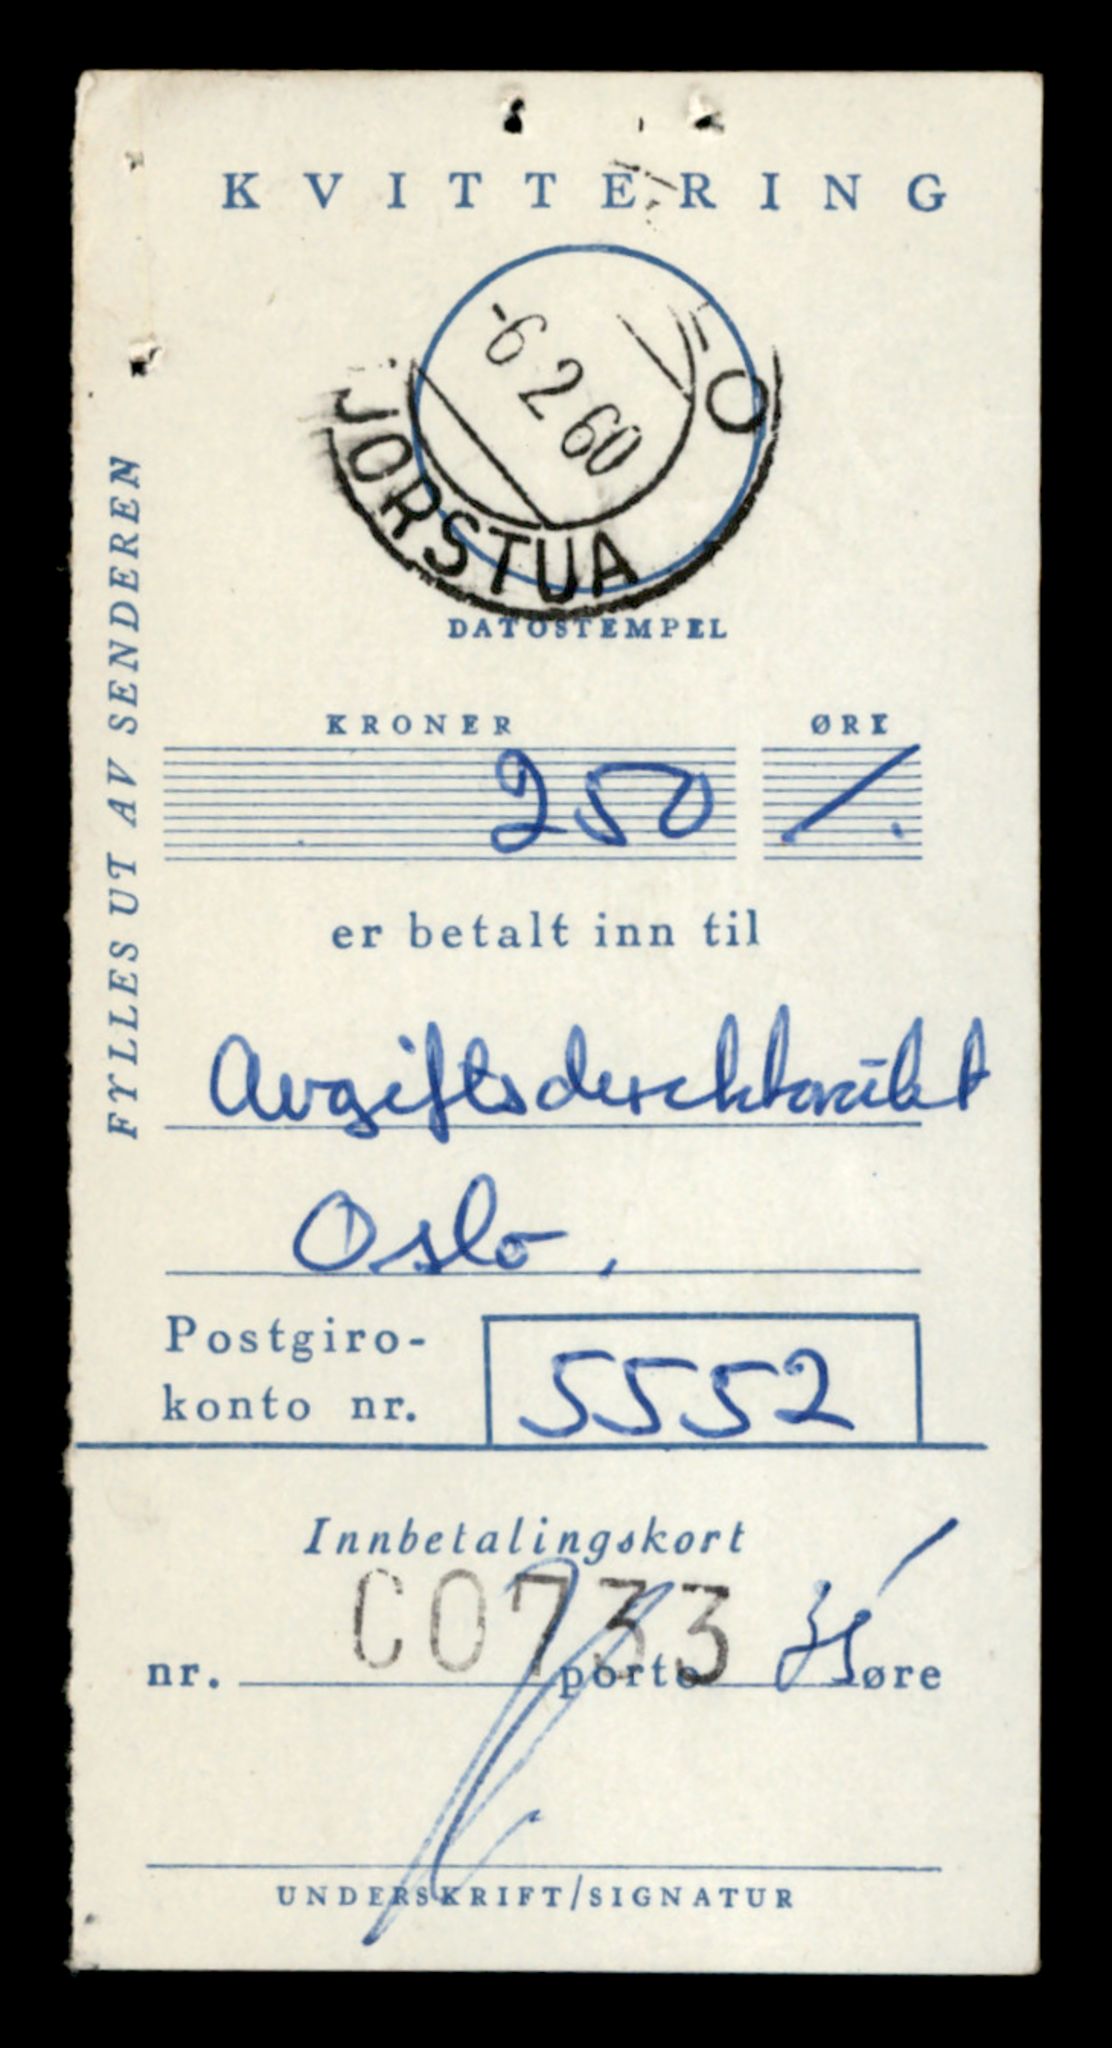 KVITTERING
-6 2 60
JORSTUA
DATOSTEMPEL
FYLLES UT AV SENDEREN
KRONER ØRE
250 /.
er betalt inn til
Avgiftsdirektoratet
Oslo.
Postgiro-
konto nr. 5552
Innbetalingskort
C0733
nr. porto øre
UNDERSKRIFT/SIGNATUR